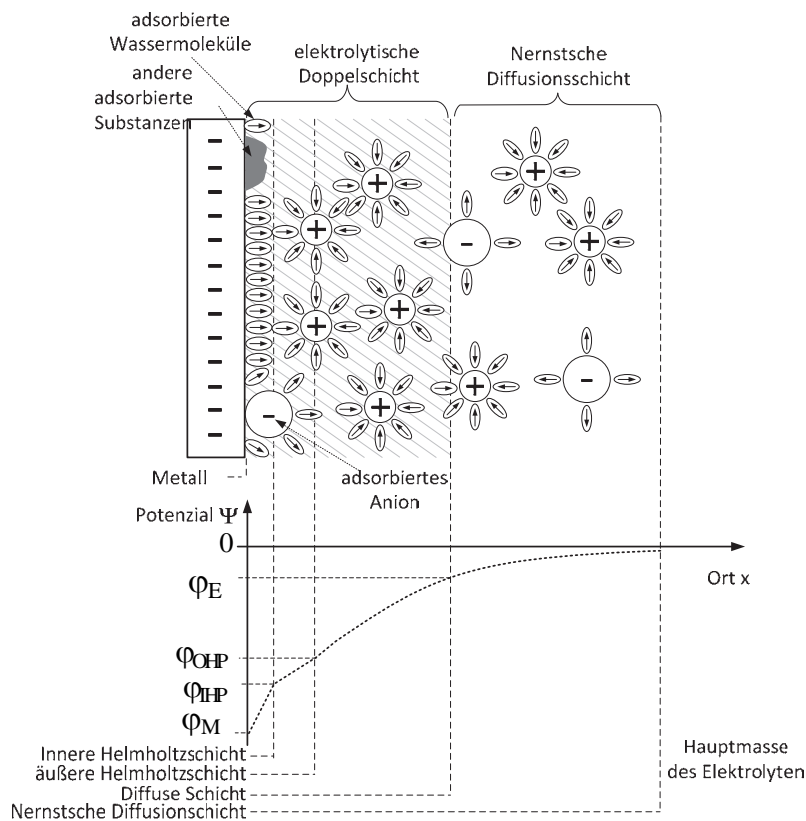 adsorbierte
Wassermoleküle
andere
adsorbierte
Substanzen
elektrolytische
Doppelschicht
Nernstsche
Diffusionsschicht
Metall
adsorbiertes
Anion
Potenzial Ψ
0
Ort x
φE
φOHP
φIHP
φM
Innere Helmholtzschicht
äußere Helmholtzschicht
Diffuse Schicht
Nernstsche Diffusionschicht
Hauptmasse
des Elektrolyten